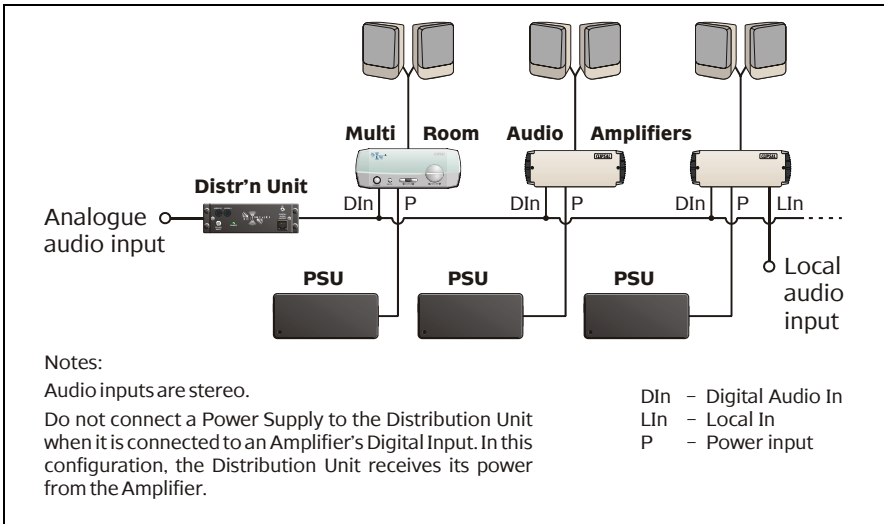 Multi Room Audio Amplifiers
CLIPSAL CLIPSAL
Distr'n Unit
DIn P DIn P DIn P LIn
Analogue
audio input
PSU PSU PSU
Local
audio
input
Notes:
Audio inputs are stereo.
Do not connect a Power Supply to the Distribution Unit
when it is connected to an Amplifier's Digital Input. In this
configuration, the Distribution Unit receives its power
from the Amplifier.
DIn – Digital Audio In
LIn – Local In
P – Power input